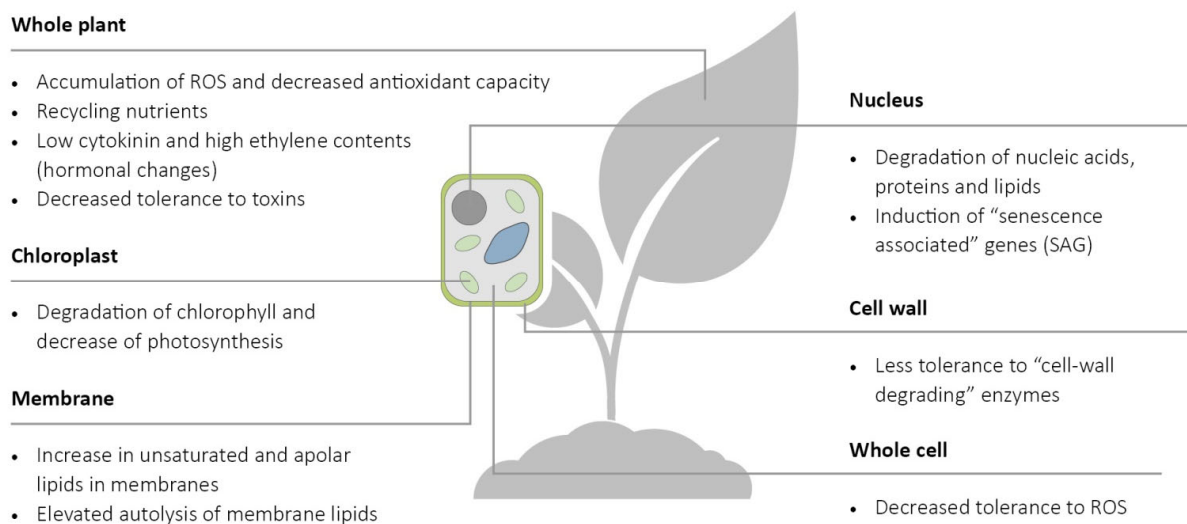 Whole plant
• Accumulation of ROS and decreased antioxidant capacity
• Recycling nutrients
• Low cytokinin and high ethylene contents
(hormonal changes)
• Decreased tolerance to toxins
Chloroplast
• Degradation of chlorophyll and
decrease of photosynthesis
Membrane
• Increase in unsaturated and apolar
lipids in membranes
• Elevated autolysis of membrane lipids
Nucleus
• Degradation of nucleic acids,
proteins and lipids
• Induction of “senescence
associated” genes (SAG)
Cell wall
• Less tolerance to “cell-wall
degrading” enzymes
Whole cell
• Decreased tolerance to ROS